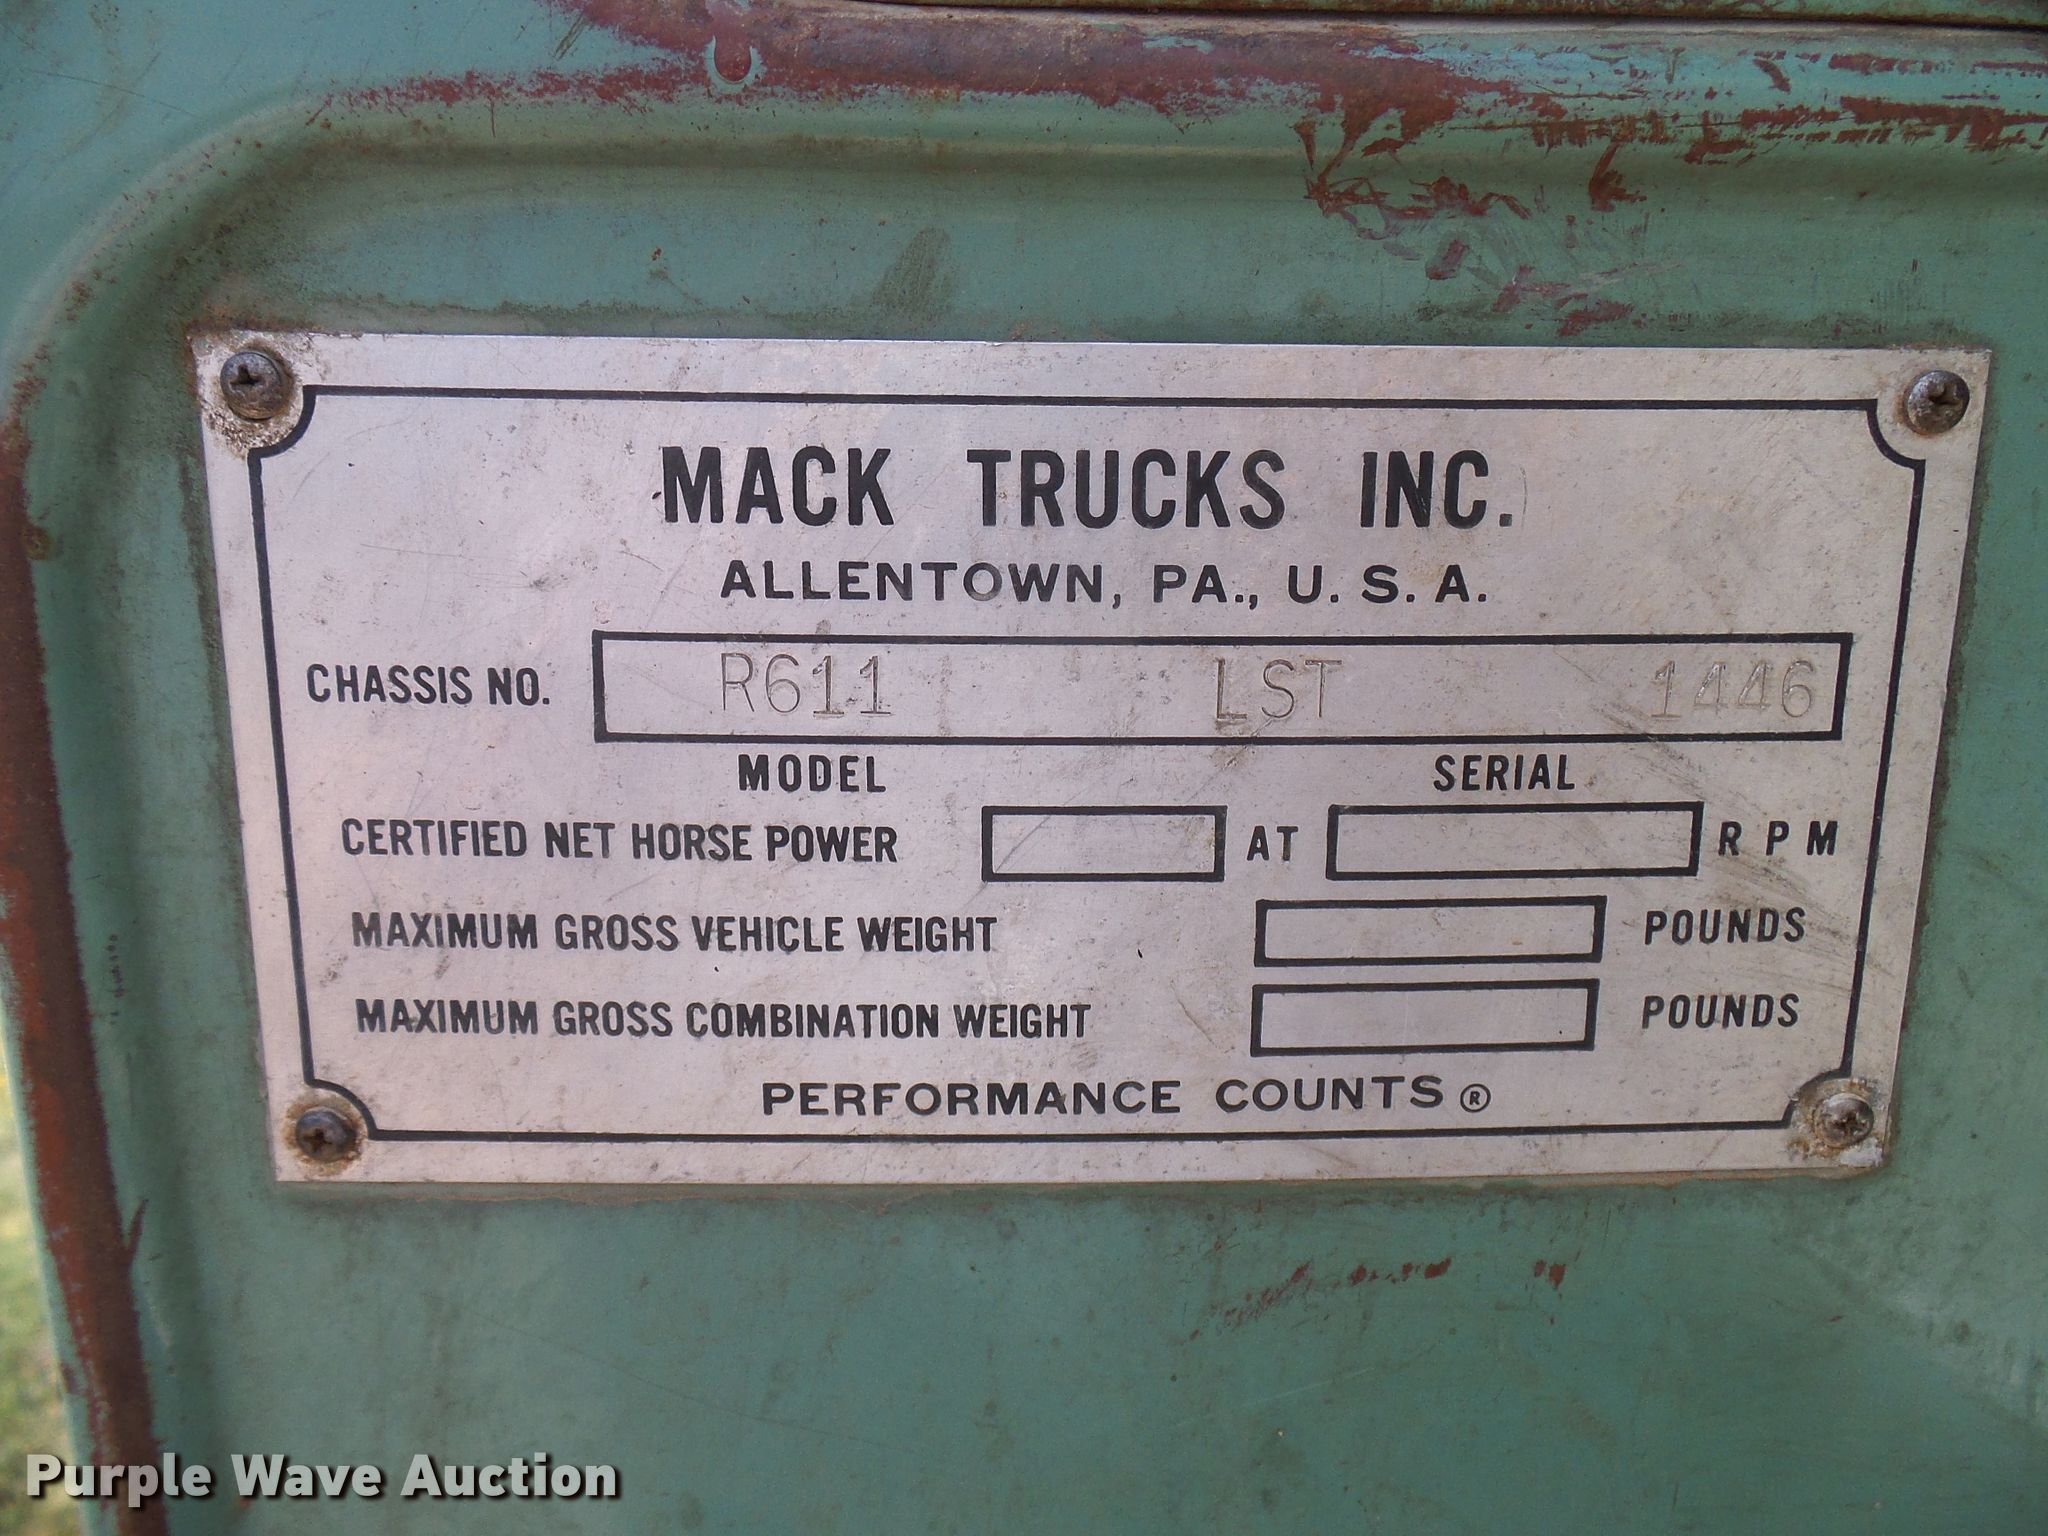 MACK TRUCKS INC.
ALLENTOWN, PA., U. S. A.
CHASSIS NO. R611 LST 1446
MODEL SERIAL
CERTIFIED NET HORSE POWER AT RPM
MAXIMUM GROSS VEHICLE WEIGHT POUNDS
MAXIMUM GROSS COMBINATION WEIGHT POUNDS
PERFORMANCE COUNTS®
Purple Wave Auction